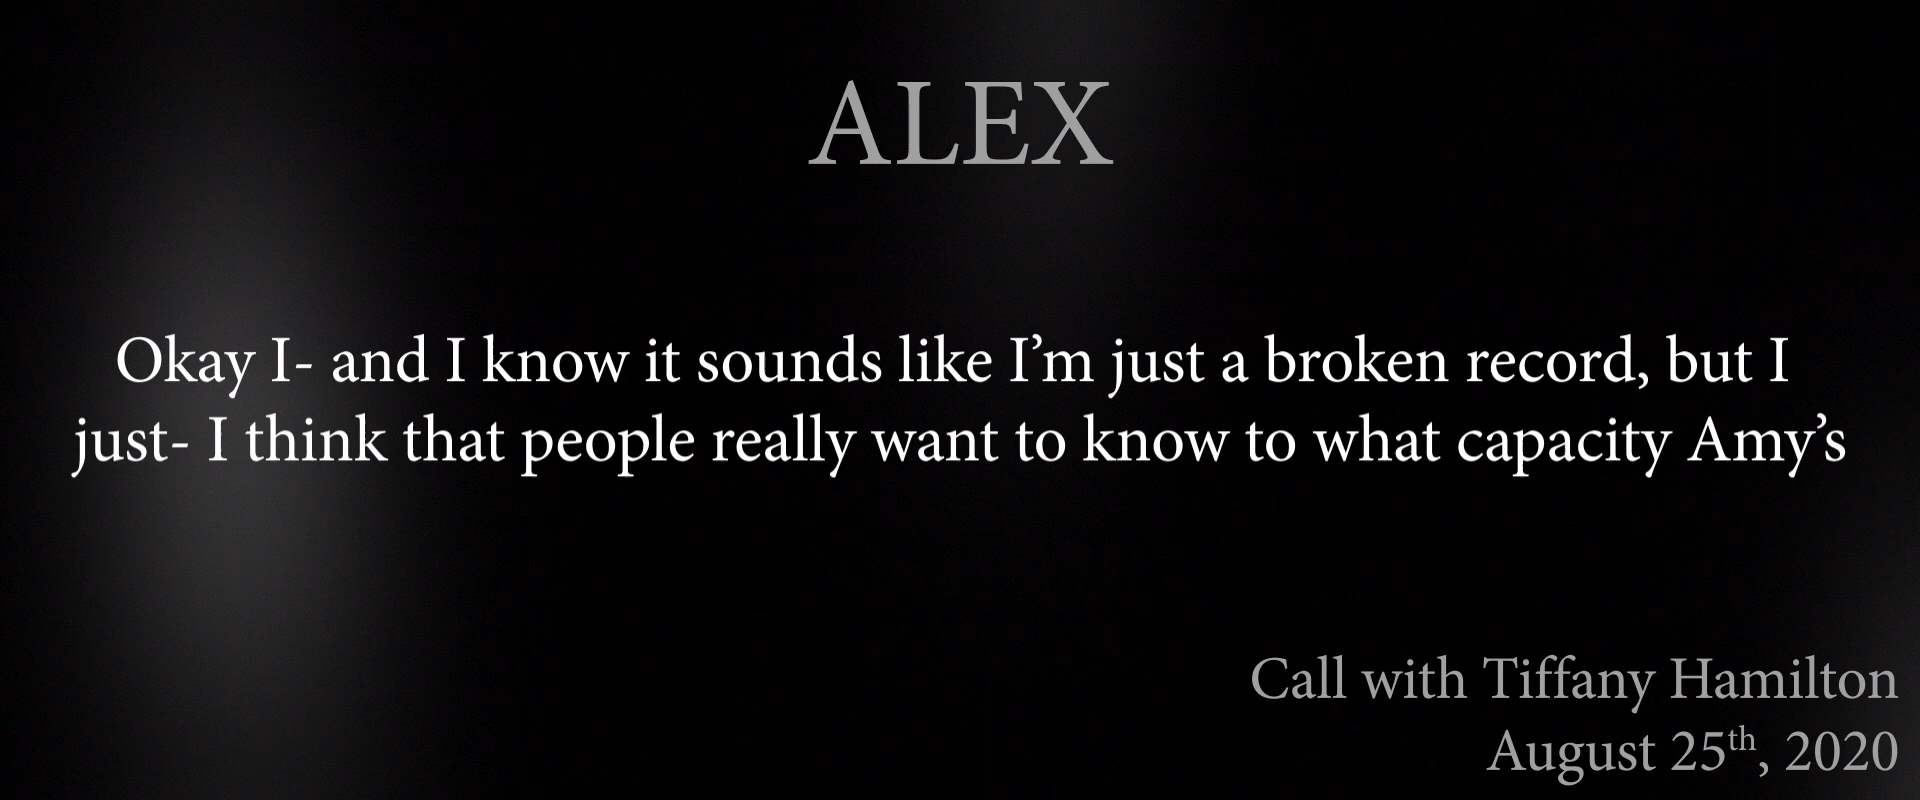 ALEX
Okay I- and I know it sounds like I’m just a broken record, but I
just- I think that people really want to know to what capacity Amy’s
Call with Tiffany Hamilton
August 25th, 2020